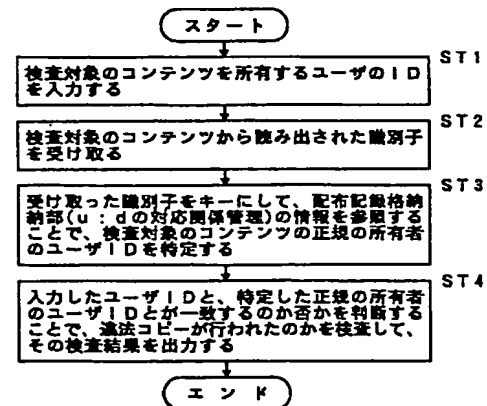 スタート
ST1
検査対象のコンテンツを所有するユーザのID
を入力する
ST2
検査対象のコンテンツから読み出された識別子
を受け取る
ST3
受け取った識別子をキーにして、配布記録格納
納部(u:dの対応関係管理)の情報を参照する
ことで、検査対象のコンテンツの正規の所有者
のユーザIDを特定する
ST4
入力したユーザIDと、特定した正規の所有者
のユーザIDとが一致するのか否かを判断する
ことで、違法コピーが行われたのかを検査して、
その検査結果を出力する
エンド